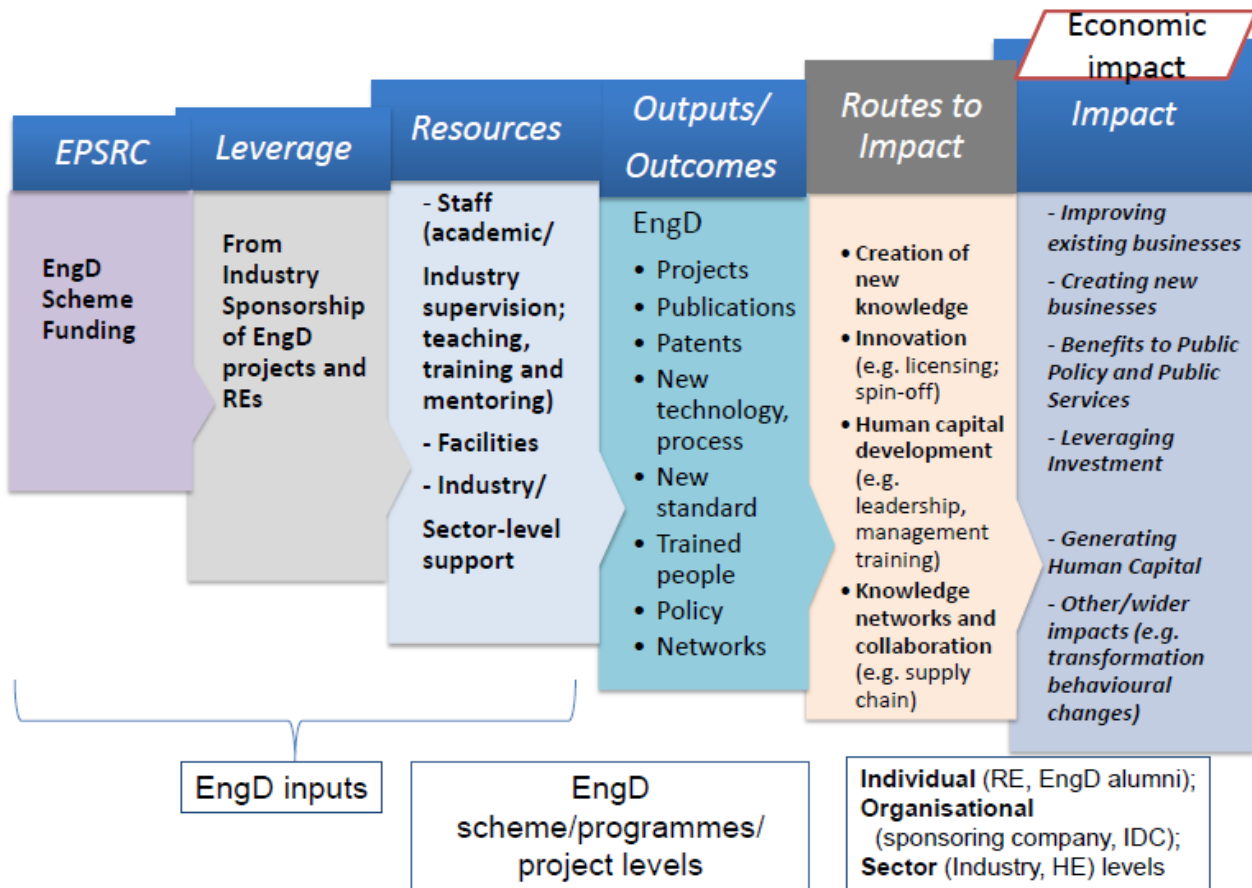 EPSRC
EngD
Scheme
Funding
Leverage
From
Industry
Sponsorship
of EngD
projects and
REs
Resources
- Staff
(academic/
Industry
supervision;
teaching,
training and
mentoring)
- Facilities
- Industry/
Sector-level
support
Outputs/
Outcomes
EngD
• Projects
• Publications
• Patents
• New
technology,
process
• New
standard
• Trained
people
• Policy
• Networks
Routes to
Impact
• Creation of
new
knowledge
• Innovation
(e.g. licensing;
spin-off)
• Human capital
development
(e.g.
leadership,
management
training)
• Knowledge
networks and
collaboration
(e.g. supply
chain)
Economic
impact
Impact
- Improving
existing businesses
- Creating new
businesses
- Benefits to Public
Policy and Public
Services
- Leveraging
Investment
- Generating
Human Capital
- Other/wider
impacts (e.g.
transformation
behavioural
changes)
EngD inputs
EngD
scheme/programmes/
project levels
Individual (RE, EngD alumni);
Organisational
(sponsoring company, IDC);
Sector (Industry, HE) levels